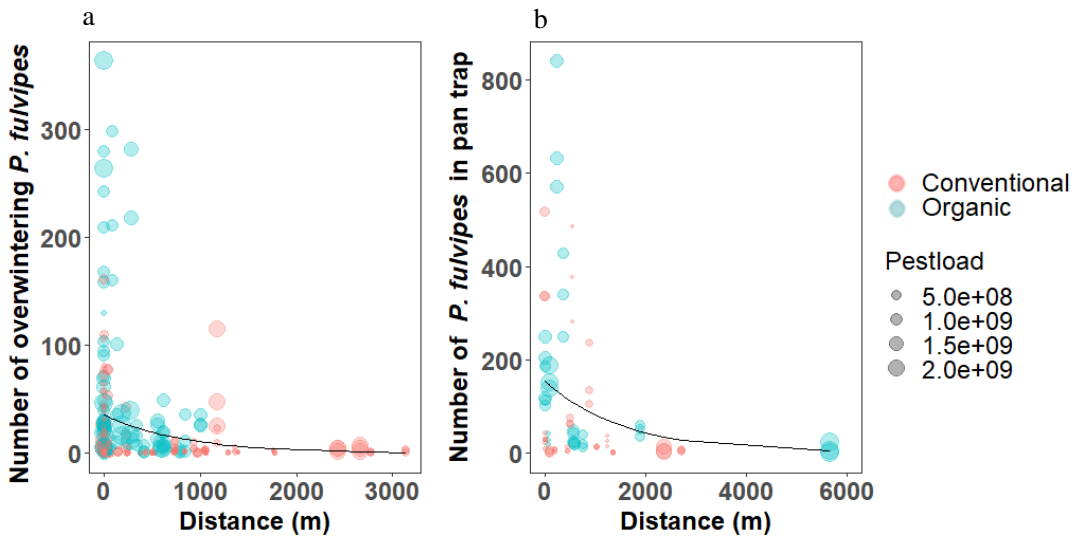 a
Number of overwintering P. fulvipes
300
200
100
0
0
1000
2000
3000
Distance (m)
b
Number of P. fulvipes in pan trap
800
600
400
200
0
0
2000
4000
6000
Distance (m)
Conventional
Organic
Pestload
5.0e+08
1.0e+09
1.5e+09
2.0e+09